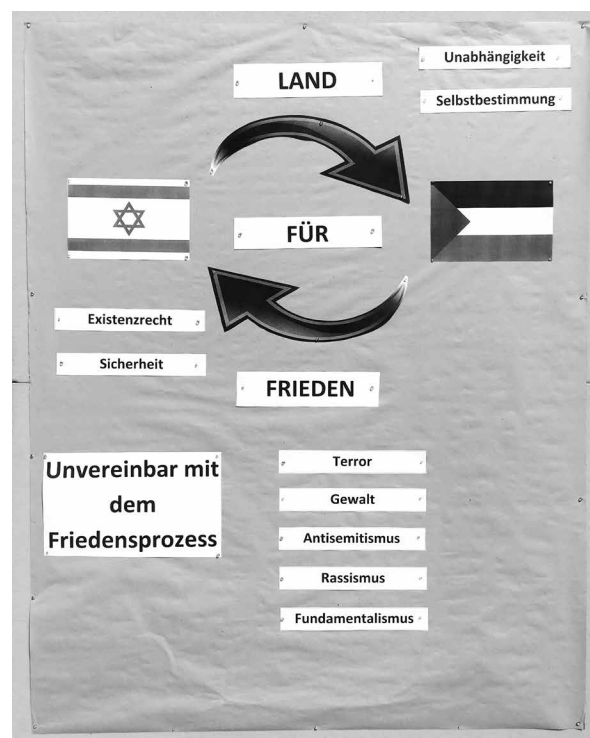 LAND
Unabhängigkeit
Selbstbestimmung
FÜR
Existenzrecht
Sicherheit
FRIEDEN
Unvereinbar mit
dem
Friedensprozess
Terror
Gewalt
Antisemitismus
Rassismus
Fundamentalismus